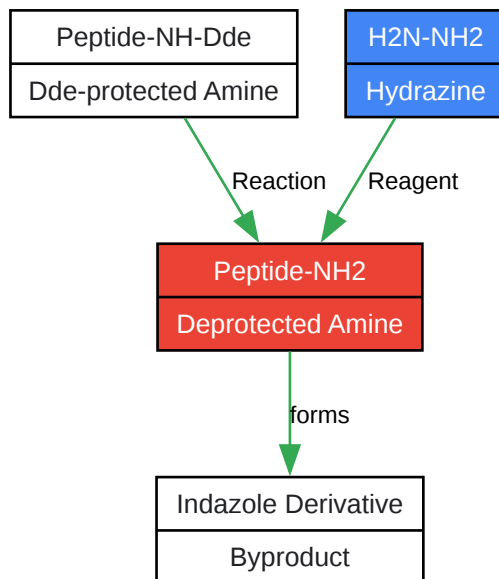 Peptide-NH-Dde
Dde-protected Amine
H2N-NH2
Hydrazine
Reaction
Reagent
Peptide-NH2
Deprotected Amine
forms
Indazole Derivative
Byproduct